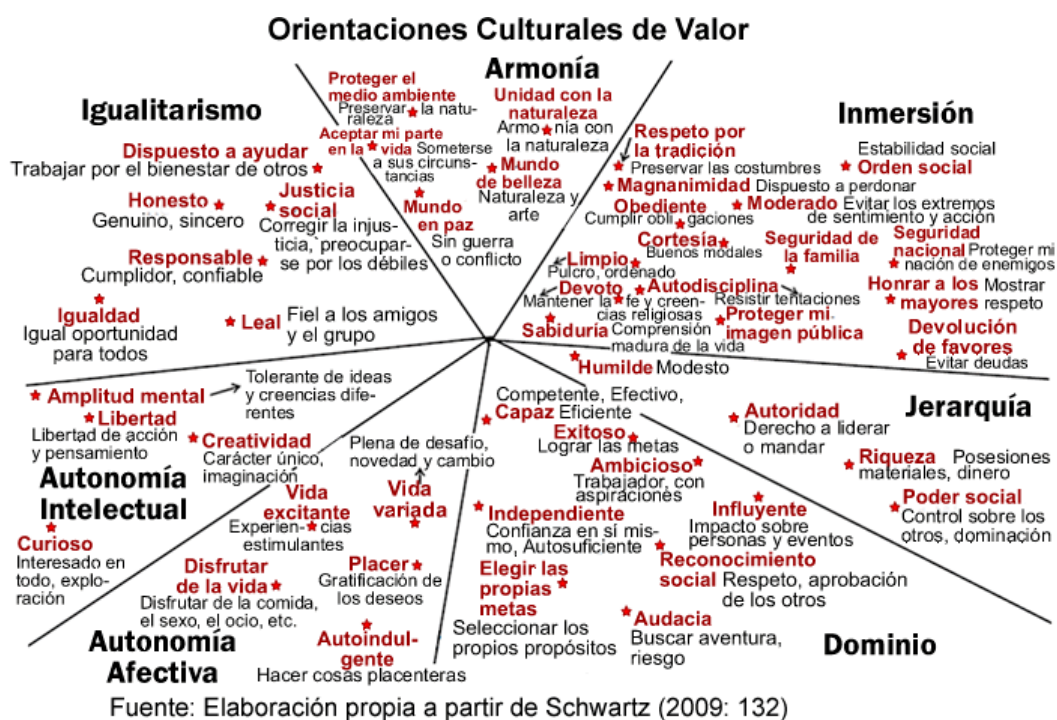 Orientaciones Culturales de Valor
Armonía
Proteger el
medio ambiente
Preservar la natu-
raleza
Aceptar mi parte
en la vida
Someterse
a sus circuns-
tancias
Mundo
en paz
Sin guerra
o conflicto
Unidad con la
naturaleza
Armonía con
la naturaleza
Mundo
de belleza
Naturaleza y
arte
Igualitarismo
Dispuesto a ayudar
Trabajar por el bienestar de otros
Honesto
Genuino, sincero
Justicia
social
Corregir la injus-
ticia, preocupar-
se por los débiles
Responsable
Cumplidor, confiable
Igualdad
Igual oportunidad
para todos
Leal
Fiel a los amigos
y el grupo
Inmersión
Respeto por
la tradición
Preservar las costumbres
Estabilidad social
Orden social
Magnanimidad Dispuesto a perdonar
Obediente
Cumplir obligaciones
Moderado Evitar los extremos
de sentimiento y acción
Cortesía
Buenos modales
Seguridad de
la familia
Seguridad
nacional Proteger mi
nación de enemigos
Limpio
Pulcro, ordenado
Devoto
Mantener la fe y creen-
cias religiosas
Autodisciplina
Resistir tentaciones
Honrar a los Mostrar
mayores respeto
Sabiduría
Comprensión
madura de la vida
Proteger mi
imagen pública
Devolución
de favores
Evitar deudas
Humilde Modesto
Jerarquía
Autoridad
Derecho a liderar
o mandar
Riqueza Posesiones
materiales, dinero
Poder social
Control sobre los
otros, dominación
Amplitud mental
Tolerante de ideas
y creencias dife-
rentes
Libertad
Libertad de acción
y pensamiento
Creatividad
Carácter único,
imaginación
Autonomía
Intelectual
Curioso
Interesado en
todo, explo-
ración
Plena de desafío,
novedad y cambio
Vida
variada
Vida
excitante
Experiencias
estimulantes
Disfrutar
de la vida
Disfrutar de la comida,
el sexo, el ocio, etc.
Placer
Gratificación de
los deseos
Autonomía
Afectiva
Autoindul-
gente
Hacer cosas placenteras
Competente, Efectivo,
Capaz Eficiente
Exitoso
Lograr las metas
Ambicioso
Trabajador, con
aspiraciones
Independiente
Confianza en sí mis-
mo, Autosuficiente
Influyente
Impacto sobre
personas y eventos
Elegir las
propias
metas
Seleccionar los
propios propósitos
Reconocimiento
social Respeto, aprobación
de los otros
Audacia
Buscar aventura,
riesgo
Dominio
Fuente: Elaboración propia a partir de Schwartz (2009: 132)